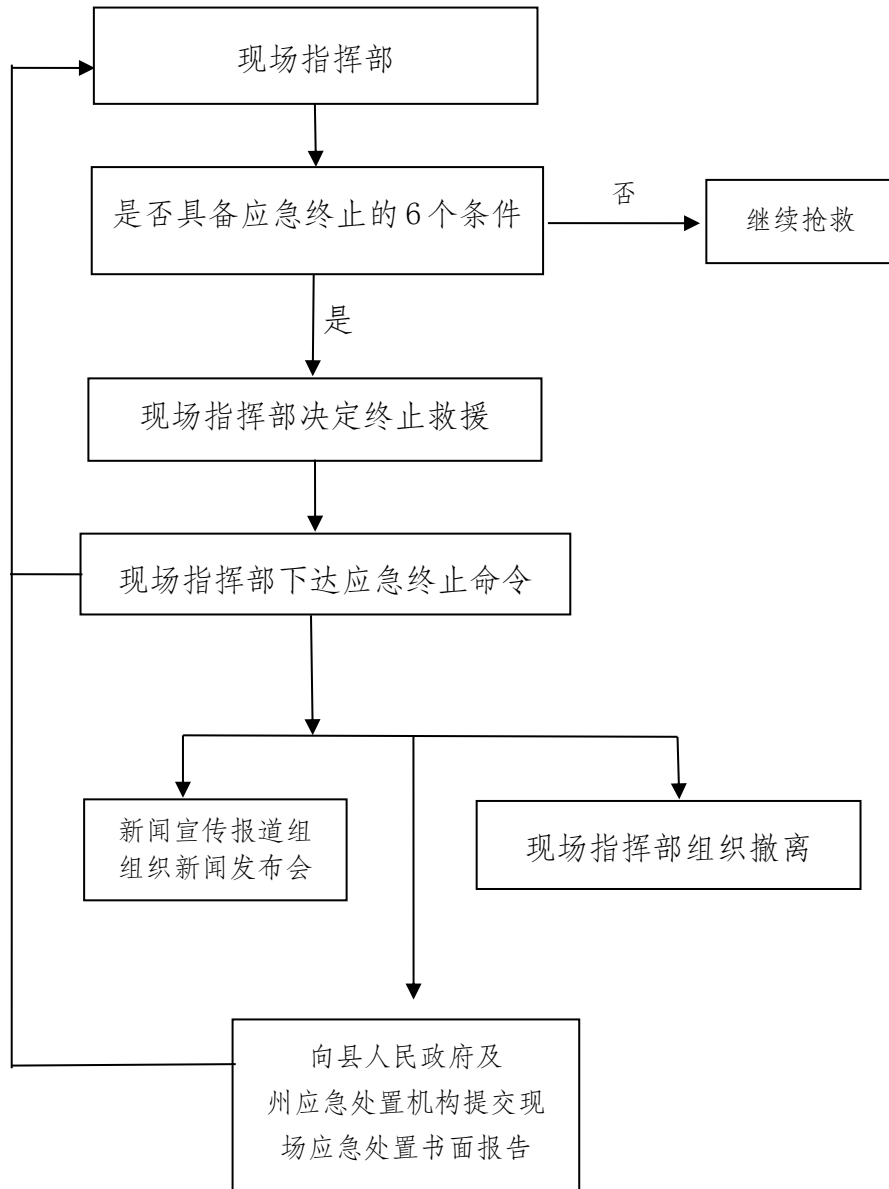 现场指挥部
是否具备应急终止的6个条件
否
继续抢救
是
现场指挥部决定终止救援
现场指挥部下达应急终止命令
新闻宣传报道组
组织新闻发布会
现场指挥部组织撤离
向县人民政府及
州应急处置机构提交现
场应急处置书面报告